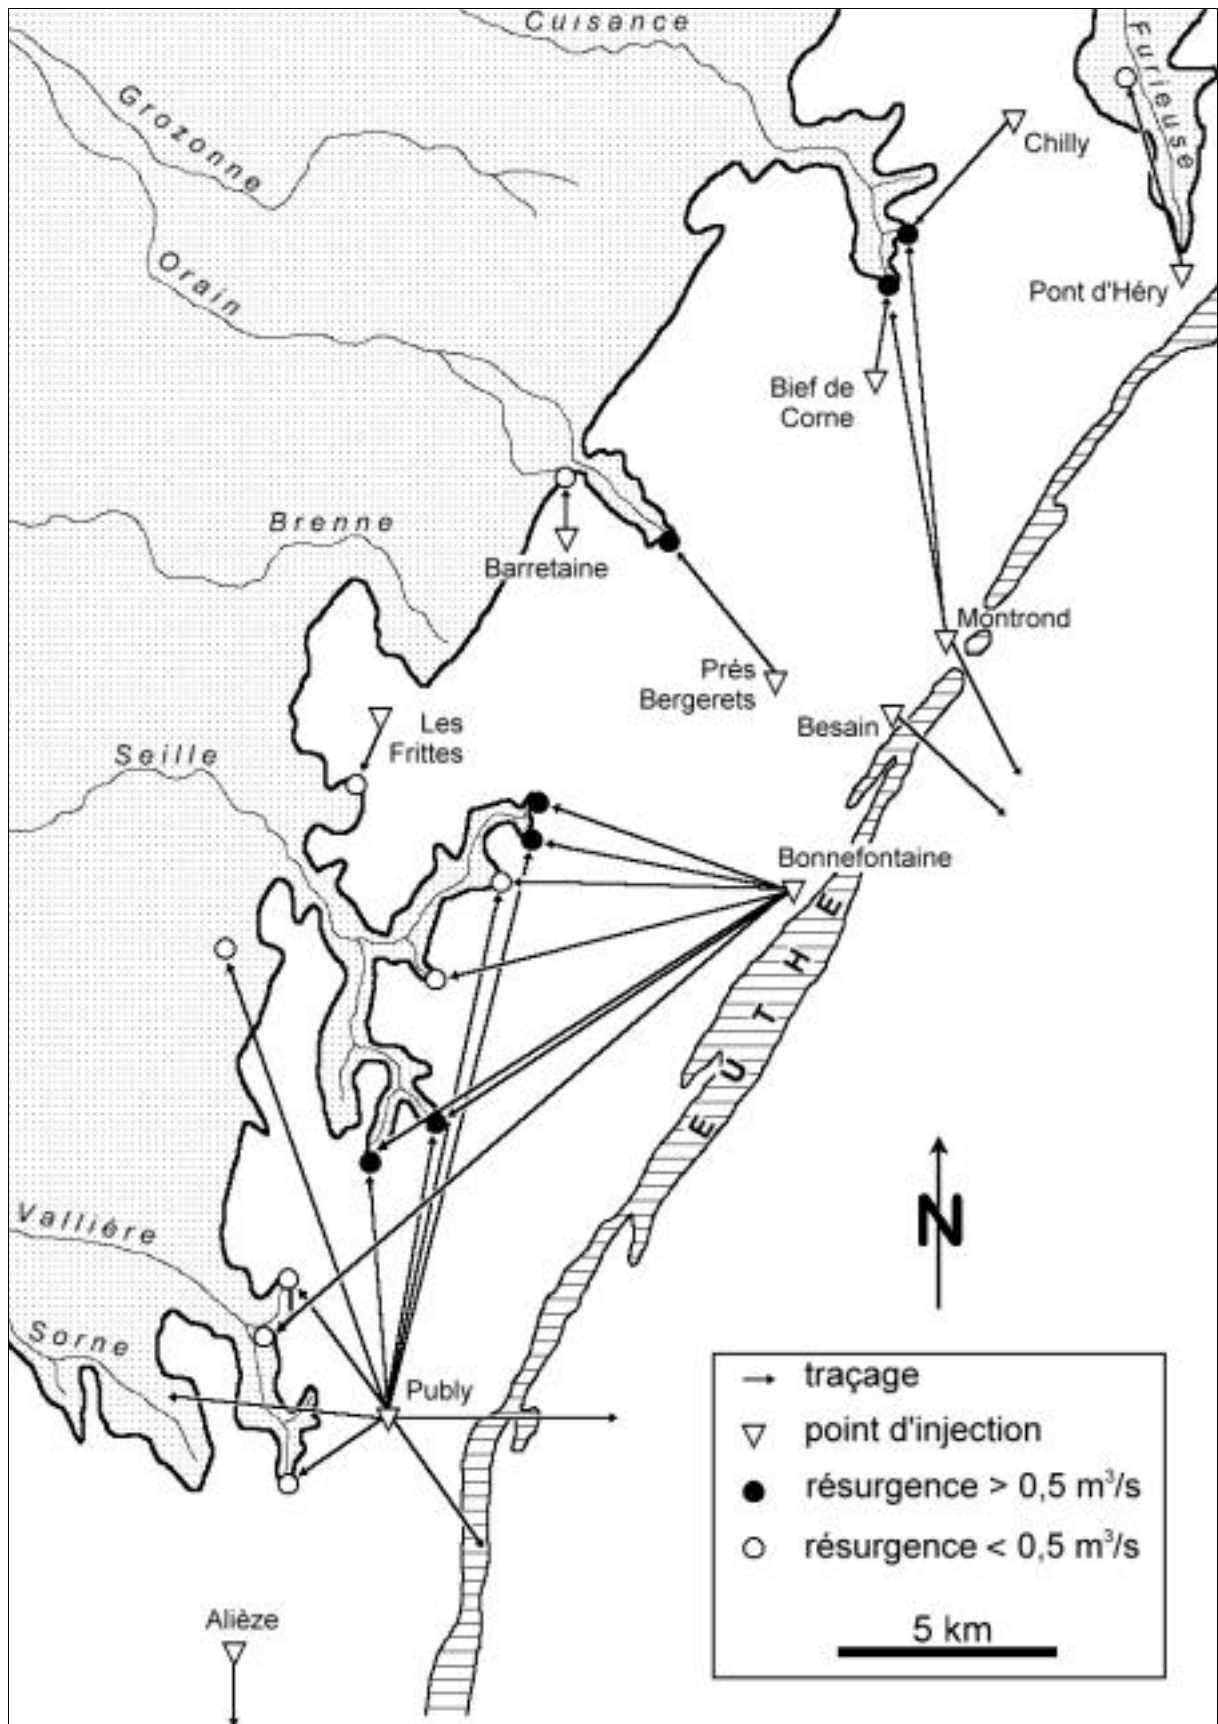 Cuisance
Furieuse
Grozonne
Chilly
Orain
Pont d'Héry
Bief de
Corne
Brenne
Barretaine
Montrond
Prés
Bergerets
Besain
Les
Frittes
Seille
Bonnefontaine
EUTHE
N
Vallière
Sorne
Publy
traçage
point d'injection
résurgence > 0,5 m³/s
résurgence < 0,5 m³/s
Alièze
5 km